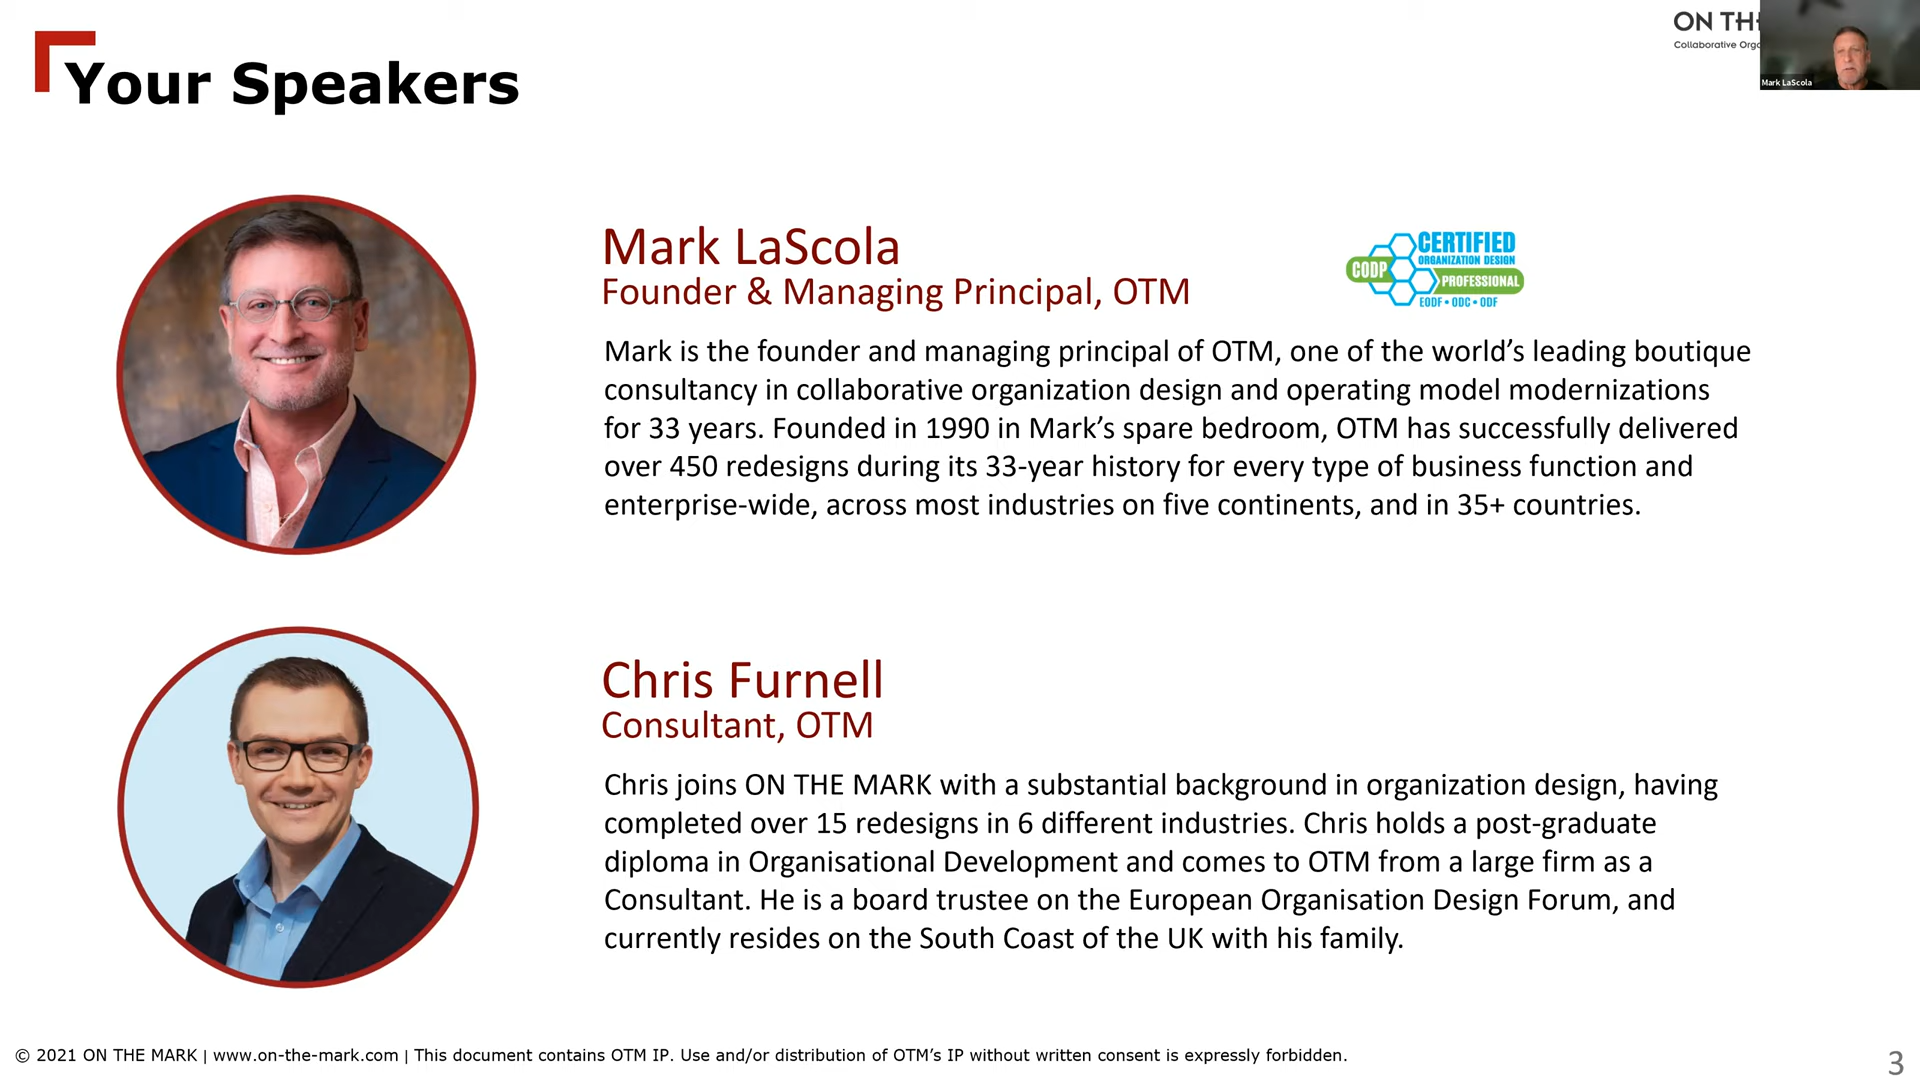 Your Speakers
ON THE
Collaborative Orga
Mark LaScola
Mark LaScola
Founder & Managing Principal, OTM
CODP
CERTIFIED
ORGANIZATION DESIGN
PROFESSIONAL
EODF • ODC • ODF
Mark is the founder and managing principal of OTM, one of the world’s leading boutique
consultancy in collaborative organization design and operating model modernizations
for 33 years. Founded in 1990 in Mark’s spare bedroom, OTM has successfully delivered
over 450 redesigns during its 33-year history for every type of business function and
enterprise-wide, across most industries on five continents, and in 35+ countries.
Chris Furnell
Consultant, OTM
Chris joins ON THE MARK with a substantial background in organization design, having
completed over 15 redesigns in 6 different industries. Chris holds a post-graduate
diploma in Organisational Development and comes to OTM from a large firm as a
Consultant. He is a board trustee on the European Organisation Design Forum, and
currently resides on the South Coast of the UK with his family.
© 2021 ON THE MARK | www.on-the-mark.com | This document contains OTM IP. Use and/or distribution of OTM’s IP without written consent is expressly forbidden.
3